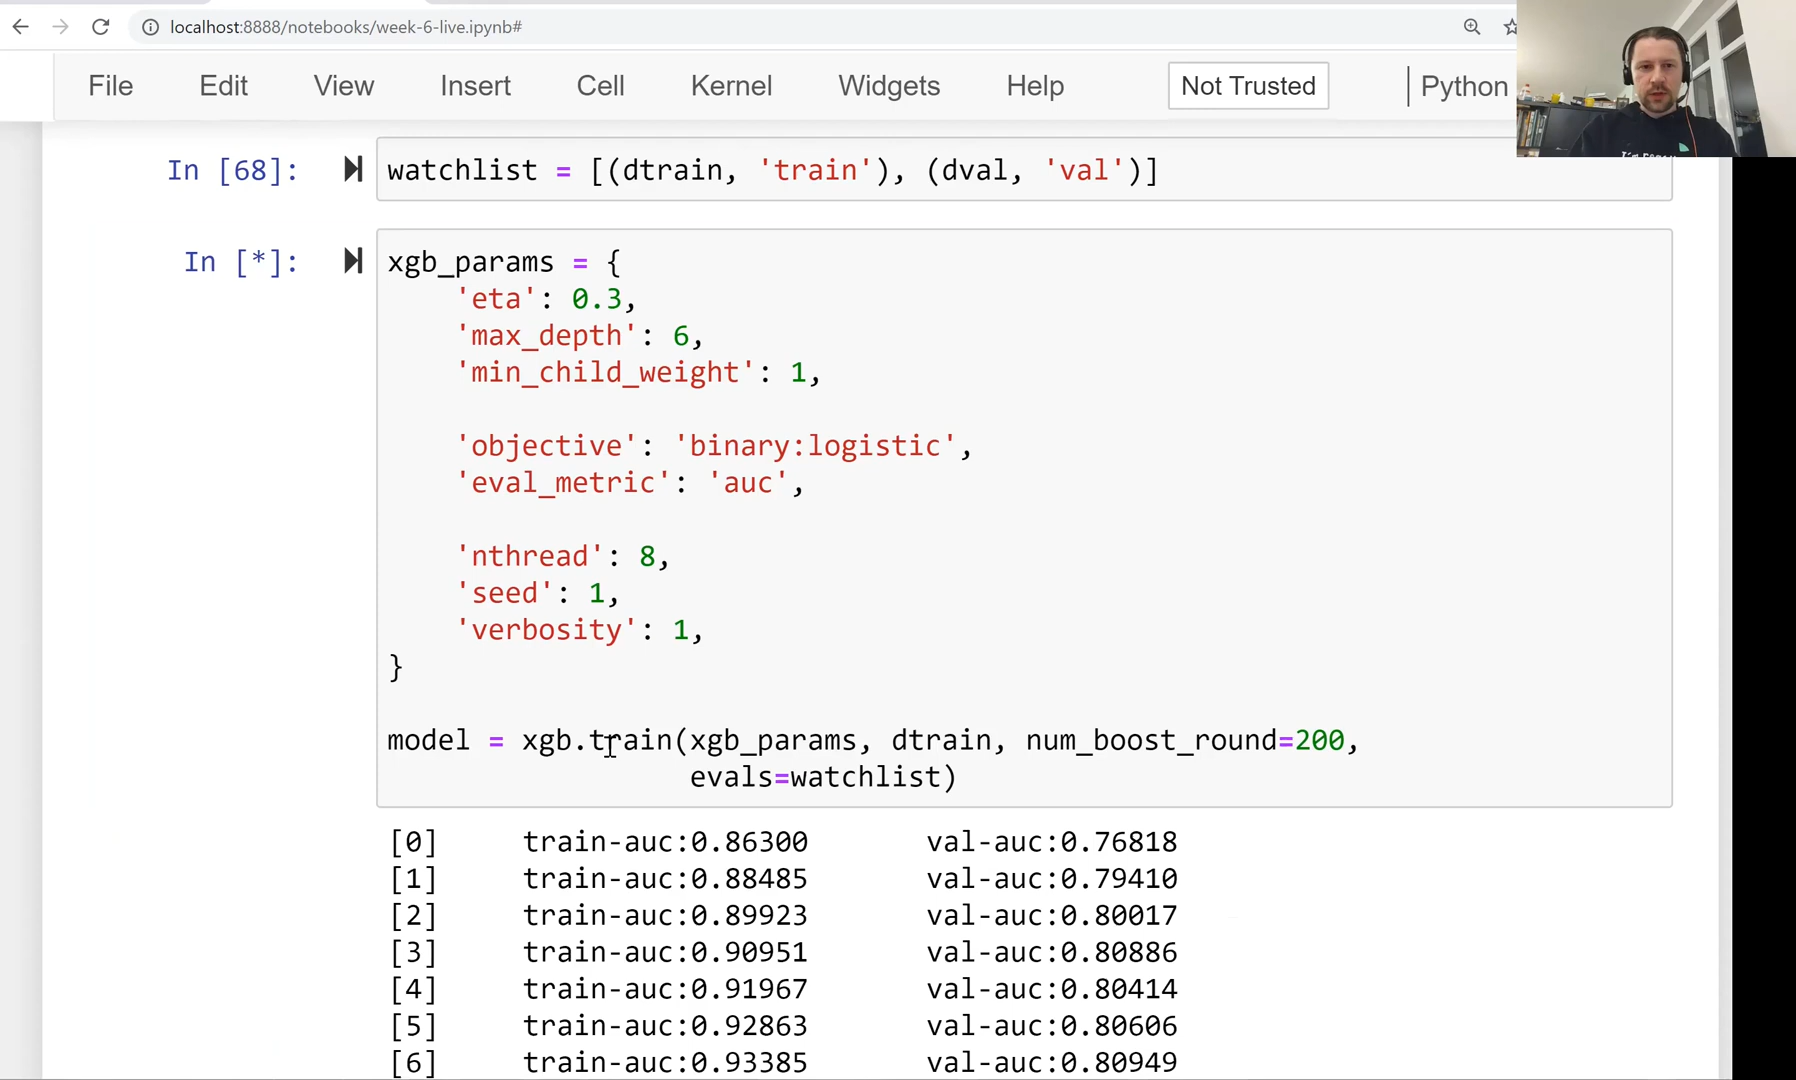 localhost:8888/notebooks/week-6-live.ipynb#
File Edit View Insert Cell Kernel Widgets Help Not Trusted Python
In [68]: watchlist = [(dtrain, 'train'), (dval, 'val')]
In [*]: xgb_params = {
'eta': 0.3,
'max_depth': 6,
'min_child_weight': 1,
'objective': 'binary:logistic',
'eval_metric': 'auc',
'nthread': 8,
'seed': 1,
'verbosity': 1,
}
model = xgb.train(xgb_params, dtrain, num_boost_round=200,
evals=watchlist)
[0] train-auc:0.86300 val-auc:0.76818
[1] train-auc:0.88485 val-auc:0.79410
[2] train-auc:0.89923 val-auc:0.80017
[3] train-auc:0.90951 val-auc:0.80886
[4] train-auc:0.91967 val-auc:0.80414
[5] train-auc:0.92863 val-auc:0.80606
[6] train-auc:0.93385 val-auc:0.80949